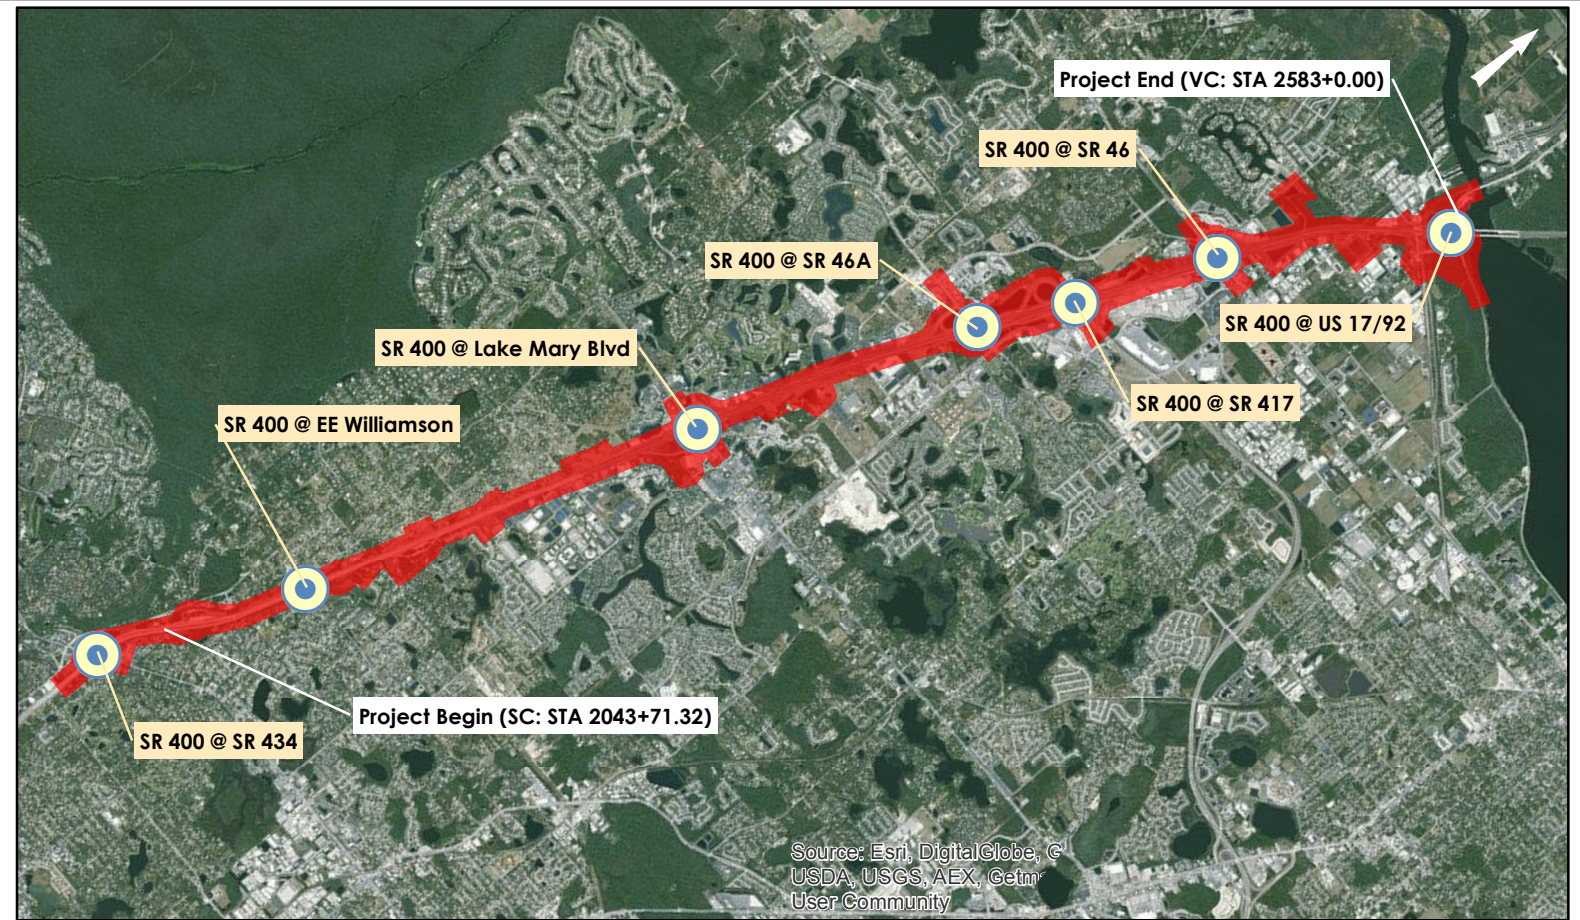 Project End (VC: STA 2583+0.00)
SR 400 @ SR 46
SR 400 @ SR 46A
SR 400 @ US 17/92
SR 400 @ Lake Mary Blvd
SR 400 @ SR 417
SR 400 @ EE Williamson
Project Begin (SC: STA 2043+71.32)
SR 400 @ SR 434
Source: Esri, DigitalGlobe, G
USDA, USGS, AEX, Getm
User Community